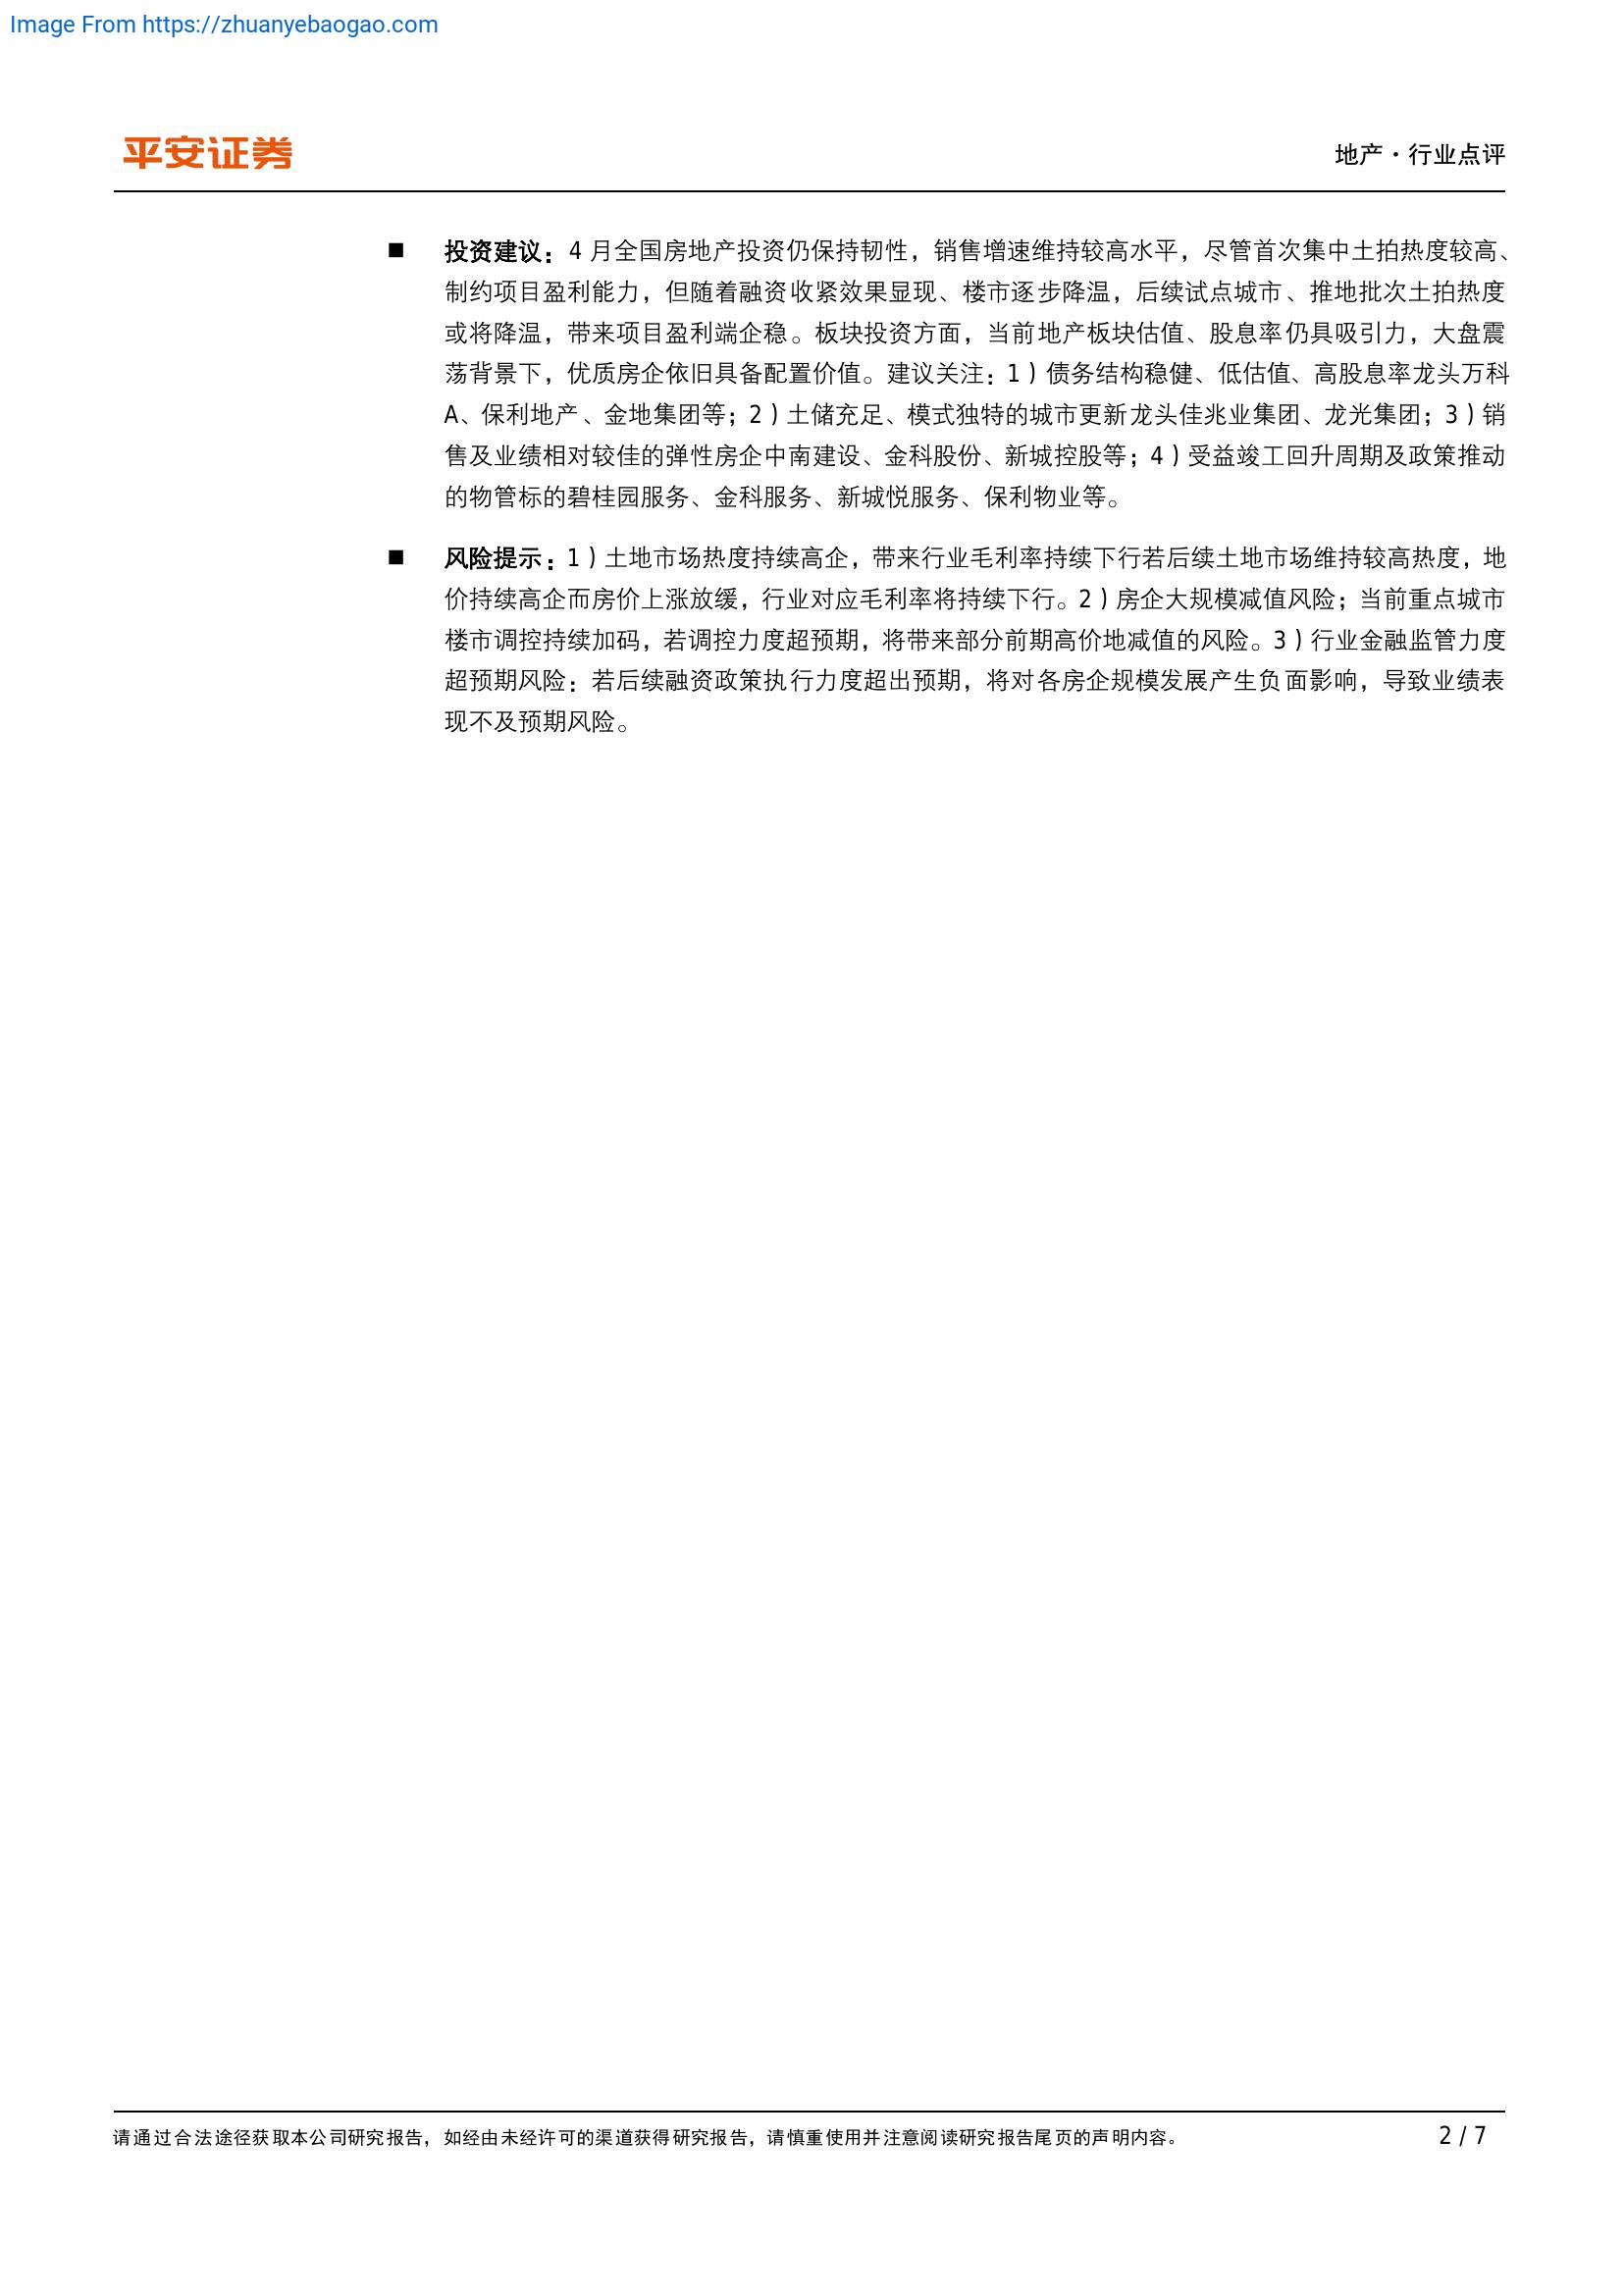 Image From https://zhuanyebaogao.com
平安证券
地产·行业点评
■ 投资建议：4 月全国房地产投资仍保持韧性，销售增速维持较高水平，尽管首次集中土拍热度较高、
制约项目盈利能力，但随着融资收紧效果显现、楼市逐步降温，后续试点城市、推地批次土拍热度
或将降温，带来项目盈利端企稳。板块投资方面，当前地产板块估值、股息率仍具吸引力，大盘震
荡背景下，优质房企依旧具备配置价值。建议关注：1）债务结构稳健、低估值、高股息率龙头万科
A、保利地产、金地集团等；2）土储充足、模式独特的城市更新龙头佳兆业集团、龙光集团；3）销
售及业绩相对较佳的弹性房企中南建设、金科股份、新城控股等；4）受益竣工回升周期及政策推动
的物管标的碧桂园服务、金科服务、新城悦服务、保利物业等。
■ 风险提示：1）土地市场热度持续高企，带来行业毛利率持续下行若后续土地市场维持较高热度，地
价持续高企而房价上涨放缓，行业对应毛利率将持续下行。2）房企大规模减值风险；当前重点城市
楼市调控持续加码，若调控力度超预期，将带来部分前期高价地减值的风险。3）行业金融监管力度
超预期风险：若后续融资政策执行力度超出预期，将对各房企规模发展产生负面影响，导致业绩表
现不及预期风险。
请通过合法途径获取本公司研究报告，如经由未经许可的渠道获得研究报告，请慎重使用并注意阅读研究报告尾页的声明内容。
2 / 7